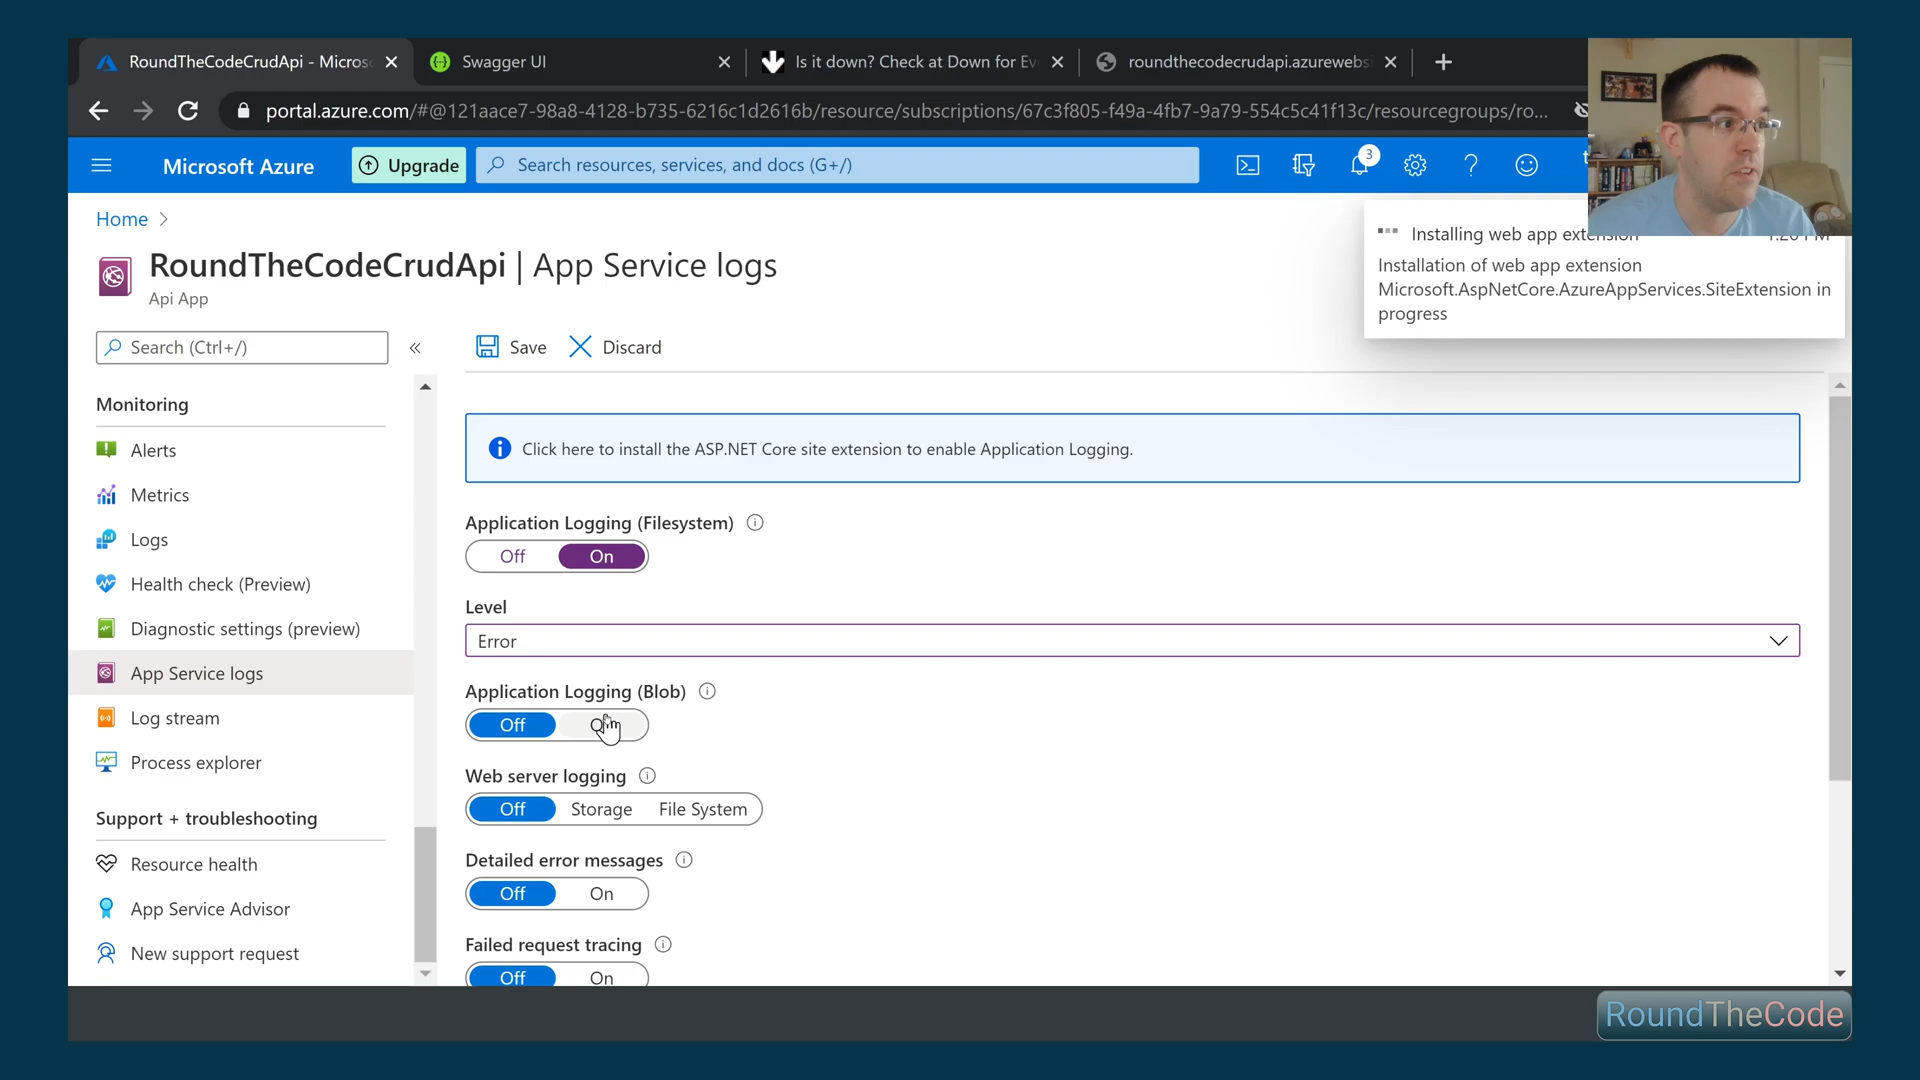 RoundTheCodeCrudApi - Micros
Swagger UI
Is it down? Check at Down for Ev
roundthecodecrudapi.azurewebsi
portal.azure.com/#@121aace7-98a8-4128-b735-6216c1d2616b/resource/subscriptions/67c3f805-f49a-4fb7-9a79-554c5c41f13c/resourcegroups/ro...
Microsoft Azure
Upgrade
Search resources, services, and docs (G+/)
3
Home
RoundTheCodeCrudApi | App Service logs
Api App
Installing web app extension
Installation of web app extension
Microsoft.AspNetCore.AzureAppServices.SiteExtension in
progress
Search (Ctrl+/)
«
Save
Discard
Monitoring
Alerts
Metrics
Logs
Health check (Preview)
Diagnostic settings (preview)
App Service logs
Log stream
Process explorer
Support + troubleshooting
Resource health
App Service Advisor
New support request
Click here to install the ASP.NET Core site extension to enable Application Logging.
Application Logging (Filesystem)
Off On
Level
Error
Application Logging (Blob)
Off On
Web server logging
Off Storage File System
Detailed error messages
Off On
Failed request tracing
Off On
RoundTheCode